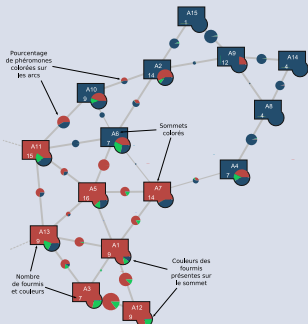 A15
1
A9
12
A14
4
A2
14
Pourcentage
de phéromones
colorées sur
les arcs
A10
9
A8
4
Sommets
colorés
A6
7
A11
15
A4
7
A5
16
A7
14
A13
9
A1
9
Nombre
de fourmis
et couleurs
Couleurs des
fourmis
présentes sur
le sommet
A3
7
A12
9